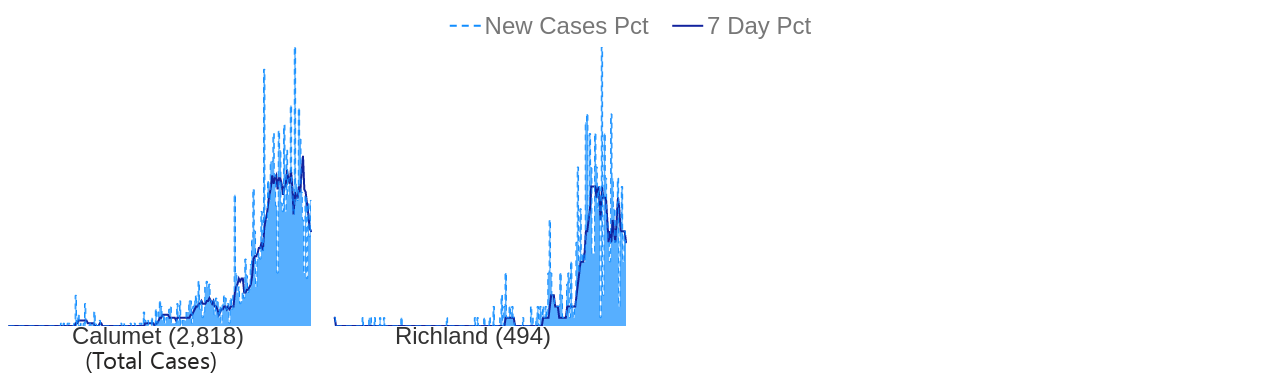 New Cases Pct 7 Day Pct
Calumet (2,818) Richland (494)
(Total Cases)